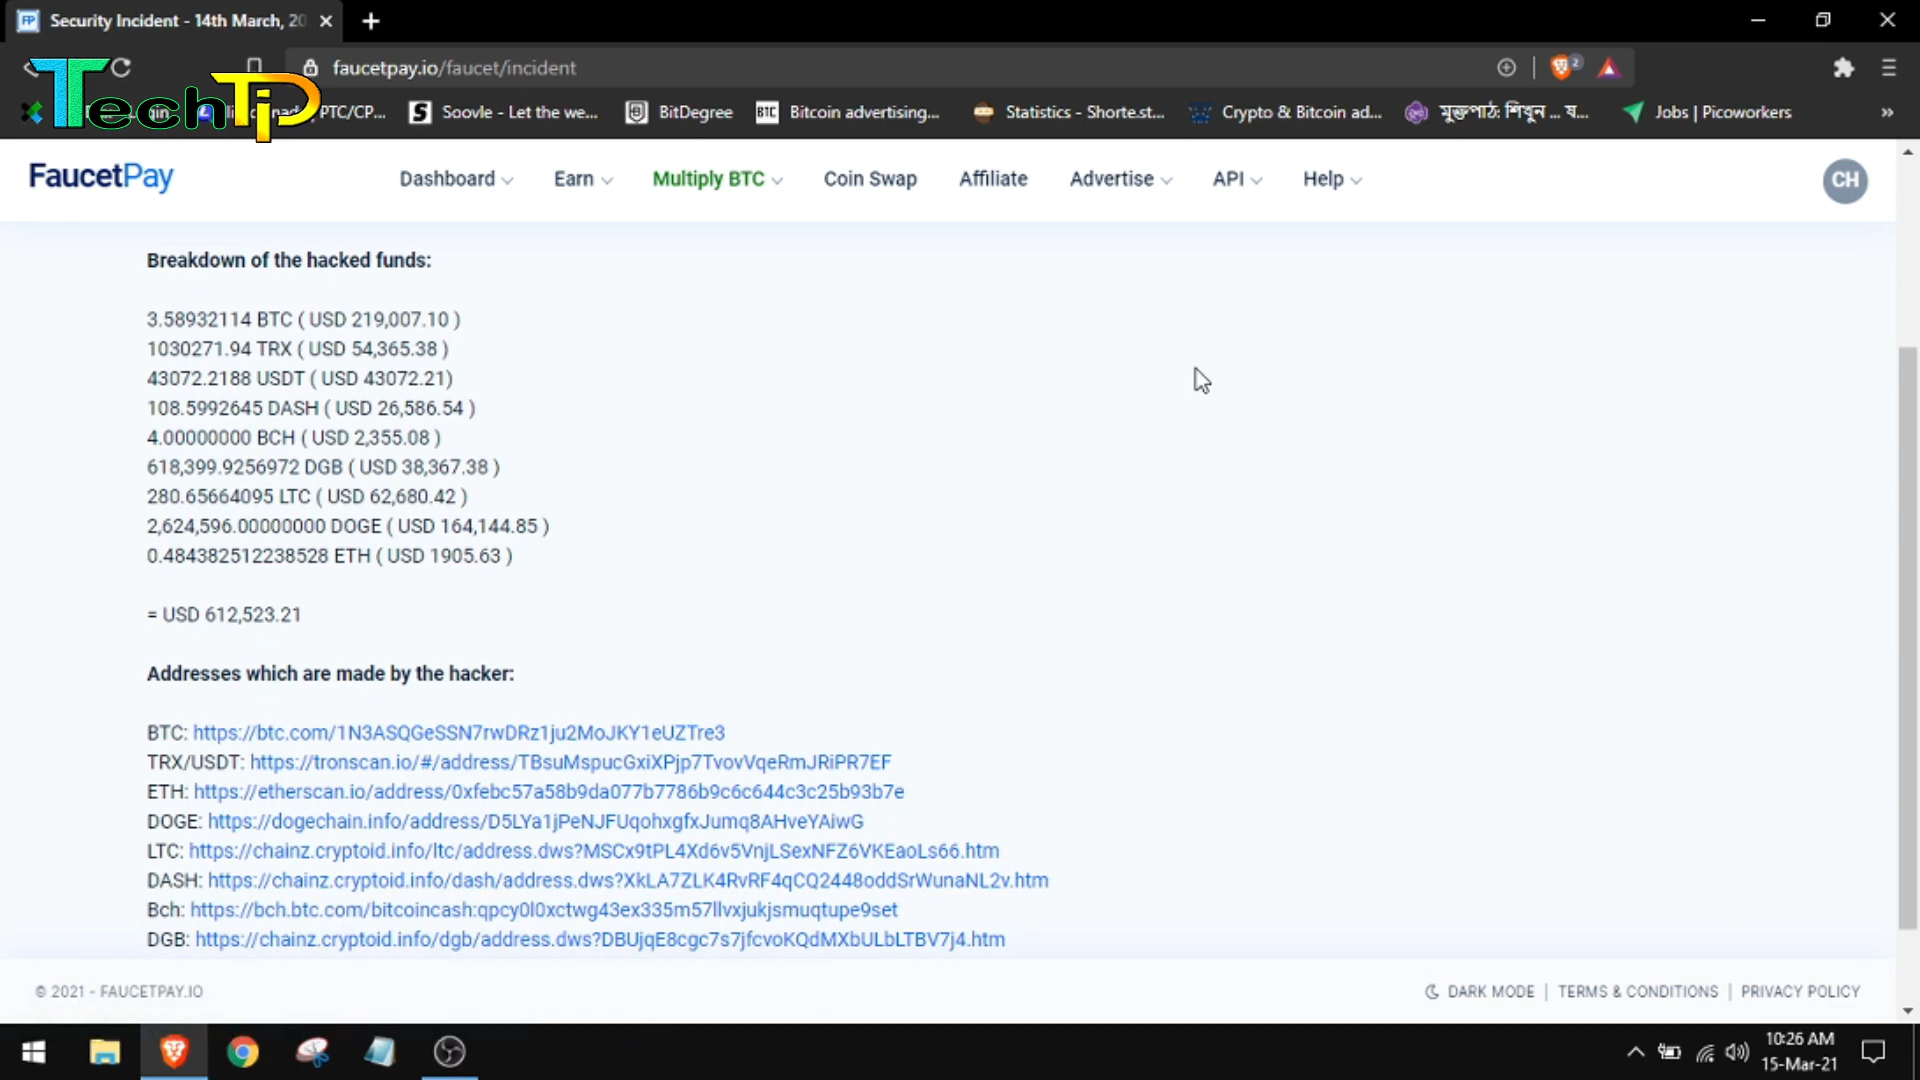 Security Incident - 14th March, 20
faucetpay.io/faucet/incident
2
TechTip
Login
PTC/CP...
Soovle - Let the we...
BitDegree
BTC
Bitcoin advertising...
Statistics - Shorte.st...
Crypto & Bitcoin ad...
মুক্তপাঠ: শিখুন ... য...
Jobs | Picoworkers
»
FaucetPay
Dashboard
Earn
Multiply BTC
Coin Swap
Affiliate
Advertise
API
Help
CH
Breakdown of the hacked funds:
3.58932114 BTC ( USD 219,007.10 )
1030271.94 TRX ( USD 54,365.38 )
43072.2188 USDT ( USD 43072.21)
108.5992645 DASH ( USD 26,586.54 )
4.00000000 BCH ( USD 2,355.08 )
618,399.9256972 DGB ( USD 38,367.38 )
280.65664095 LTC ( USD 62,680.42 )
2,624,596.00000000 DOGE ( USD 164,144.85 )
0.484382512238528 ETH ( USD 1905.63 )
= USD 612,523.21
Addresses which are made by the hacker:
BTC: https://btc.com/1N3ASQGeSSN7rwDRz1ju2MoJKY1eUZTre3
TRX/USDT: https://tronscan.io/#/address/TBsuMspucGxiXPjp7TvovVqeRmJRiPR7EF
ETH: https://etherscan.io/address/0xfebc57a58b9da077b7786b9c6c644c3c25b93b7e
DOGE: https://dogechain.info/address/D5LYa1jPeNJFUqohxgfxJumq8AHveYAiwG
LTC: https://chainz.cryptoid.info/ltc/address.dws?MSCx9tPL4Xd6v5VnjLSexNFZ6VKEaoLs66.htm
DASH: https://chainz.cryptoid.info/dash/address.dws?XkLA7ZLK4RvRF4qCQ2448oddSrWunaNL2v.htm
Bch: https://bch.btc.com/bitcoincash:qpcy0l0xctwg43ex335m57llvxjukjsmuqtupe9set
DGB: https://chainz.cryptoid.info/dgb/address.dws?DBUjqE8cgc7s7jfcvoKQdMXbULbLTBV7j4.htm
© 2021 - FAUCETPAY.IO
DARK MODE | TERMS & CONDITIONS | PRIVACY POLICY
10:26 AM
15-Mar-21